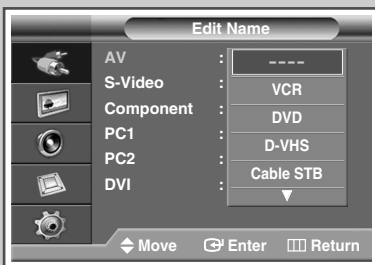 Edit Name
AV : ----
S-Video : VCR
Component : DVD
PC1 : D-VHS
PC2 : Cable STB
DVI :
Move Enter Return